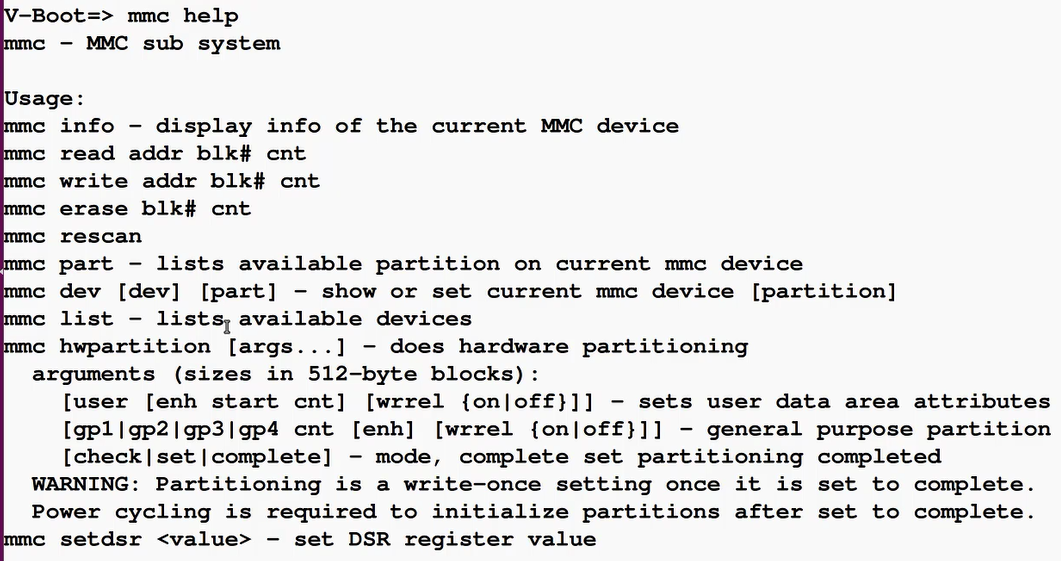 V-Boot=> mmc help
mmc - MMC sub system
Usage:
mmc info - display info of the current MMC device
mmc read addr blk# cnt
mmc write addr blk# cnt
mmc erase blk# cnt
mmc rescan
mmc part - lists available partition on current mmc device
mmc dev [dev] [part] - show or set current mmc device [partition]
mmc list - lists available devices
mmc hwpartition [args...] - does hardware partitioning
arguments (sizes in 512-byte blocks):
[user [enh start cnt] [wrrel {on|off}]] - sets user data area attributes
[gp1|gp2|gp3|gp4 cnt [enh] [wrrel {on|off}]] - general purpose partition
[check|set|complete] - mode, complete set partitioning completed
WARNING: Partitioning is a write-once setting once it is set to complete.
Power cycling is required to initialize partitions after set to complete.
mmc setdsr <value> - set DSR register value